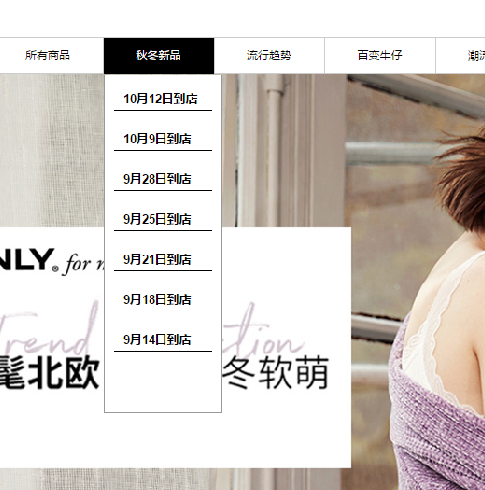 所有商品
秋冬新品
流行趋势
百变牛仔
潮流
10月12日到店
10月9日到店
9月28日到店
9月25日到店
9月21日到店
9月18日到店
9月14日到店
NLY® for m
Trend
ction
髦北欧
冬软萌